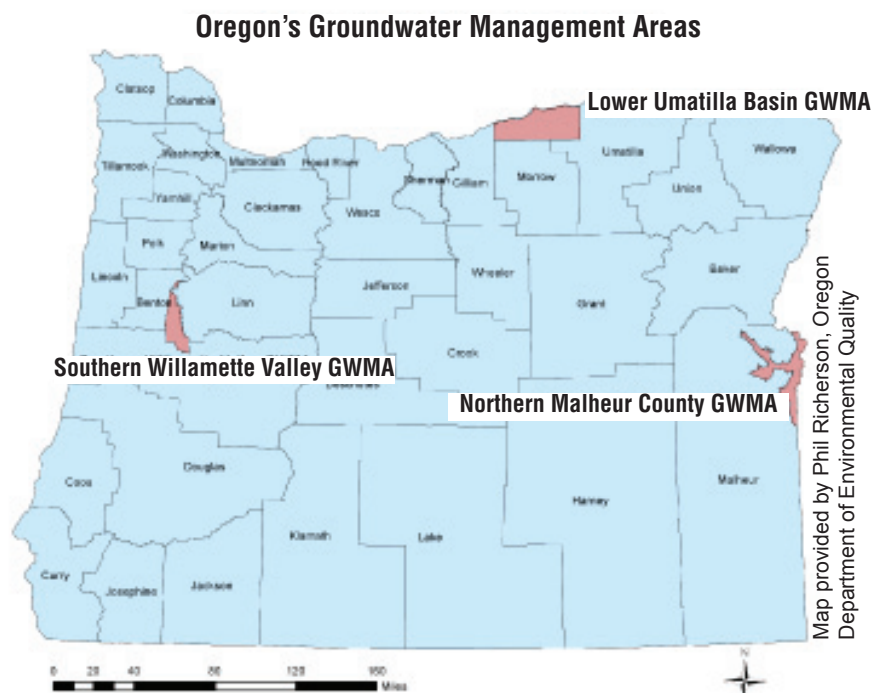 Oregon's Groundwater Management Areas
Clatsop
Columbia
Lower Umatilla Basin GWMA
Tillamook
Washington
Multnomah
Hood River
Sherman
Gilliam
Morrow
Umatilla
Wallowa
Union
Yamhill
Clackamas
Wasco
Polk
Marion
Lincoln
Benton
Linn
Jefferson
Wheeler
Grant
Baker
Crook
Southern Willamette Valley GWMA
Deschutes
Northern Malheur County GWMA
Coos
Douglas
Klamath
Lake
Harney
Malheur
Curry
Josephine
Jackson
Map provided by Phil Richerson, Oregon
Department of Environmental Quality
0 20 40 80 120 160
Miles
N